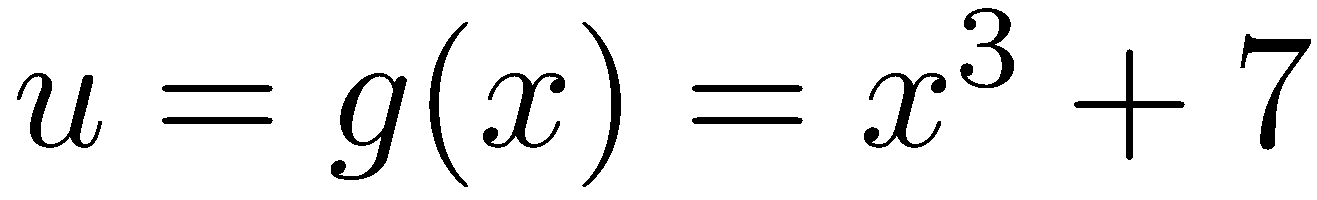 u = g(x) = x³ + 7